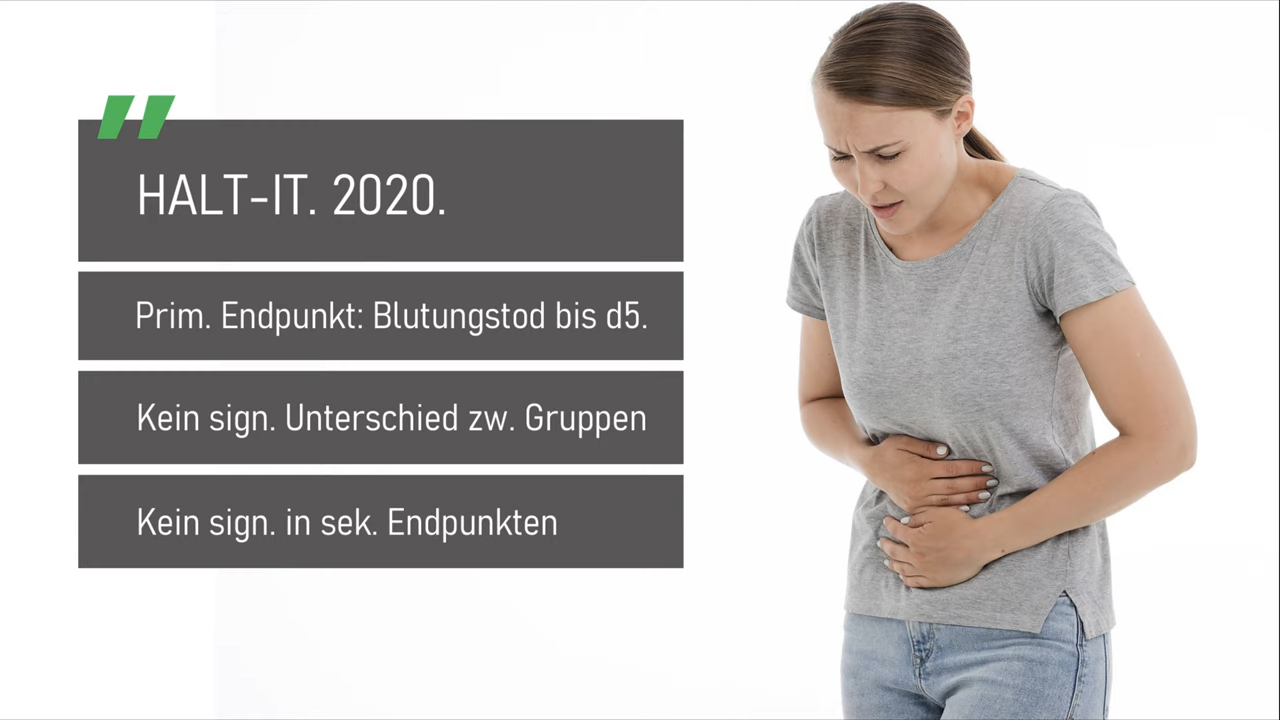 HALT-IT. 2020.
Prim. Endpunkt: Blutungstod bis d5.
Kein sign. Unterschied zw. Gruppen
Kein sign. in sek. Endpunkten